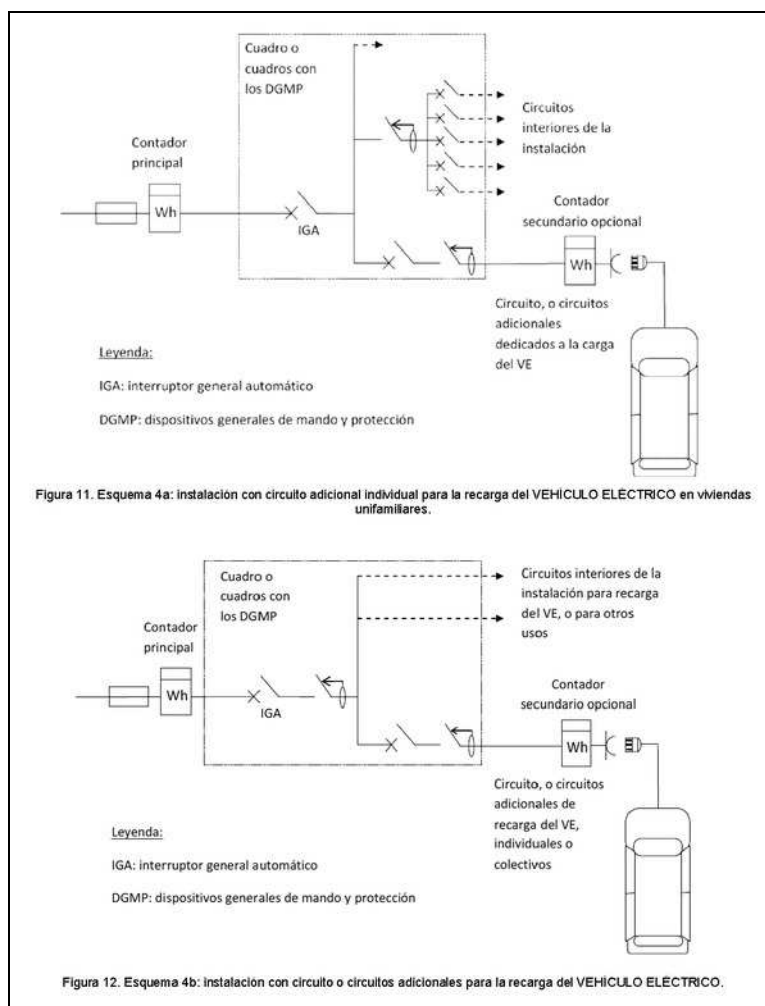 Cuadro o
cuadros con
los DGMP
Circuitos
interiores de la
instalación
Contador
principal
Wh
IGA
Contador
secundario opcional
Wh
Circuito, o circuitos
adicionales
dedicados a la carga
del VE
Leyenda:
IGA: interruptor general automático
DGMP: dispositivos generales de mando y protección
Figura 11. Esquema 4a: instalación con circuito adicional individual para la recarga del VEHÍCULO ELÉCTRICO en viviendas
unifamiliares.
Cuadro o
cuadros con
los DGMP
Circuitos interiores de la
instalación para recarga
del VE, o para otros
usos
Contador
principal
Wh
IGA
Contador
secundario opcional
Wh
Circuito, o circuitos
adicionales de
recarga del VE,
individuales o
colectivos
Leyenda:
IGA: interruptor general automático
DGMP: dispositivos generales de mando y protección
Figura 12. Esquema 4b: instalación con circuito o circuitos adicionales para la recarga del VEHÍCULO ELÉCTRICO.